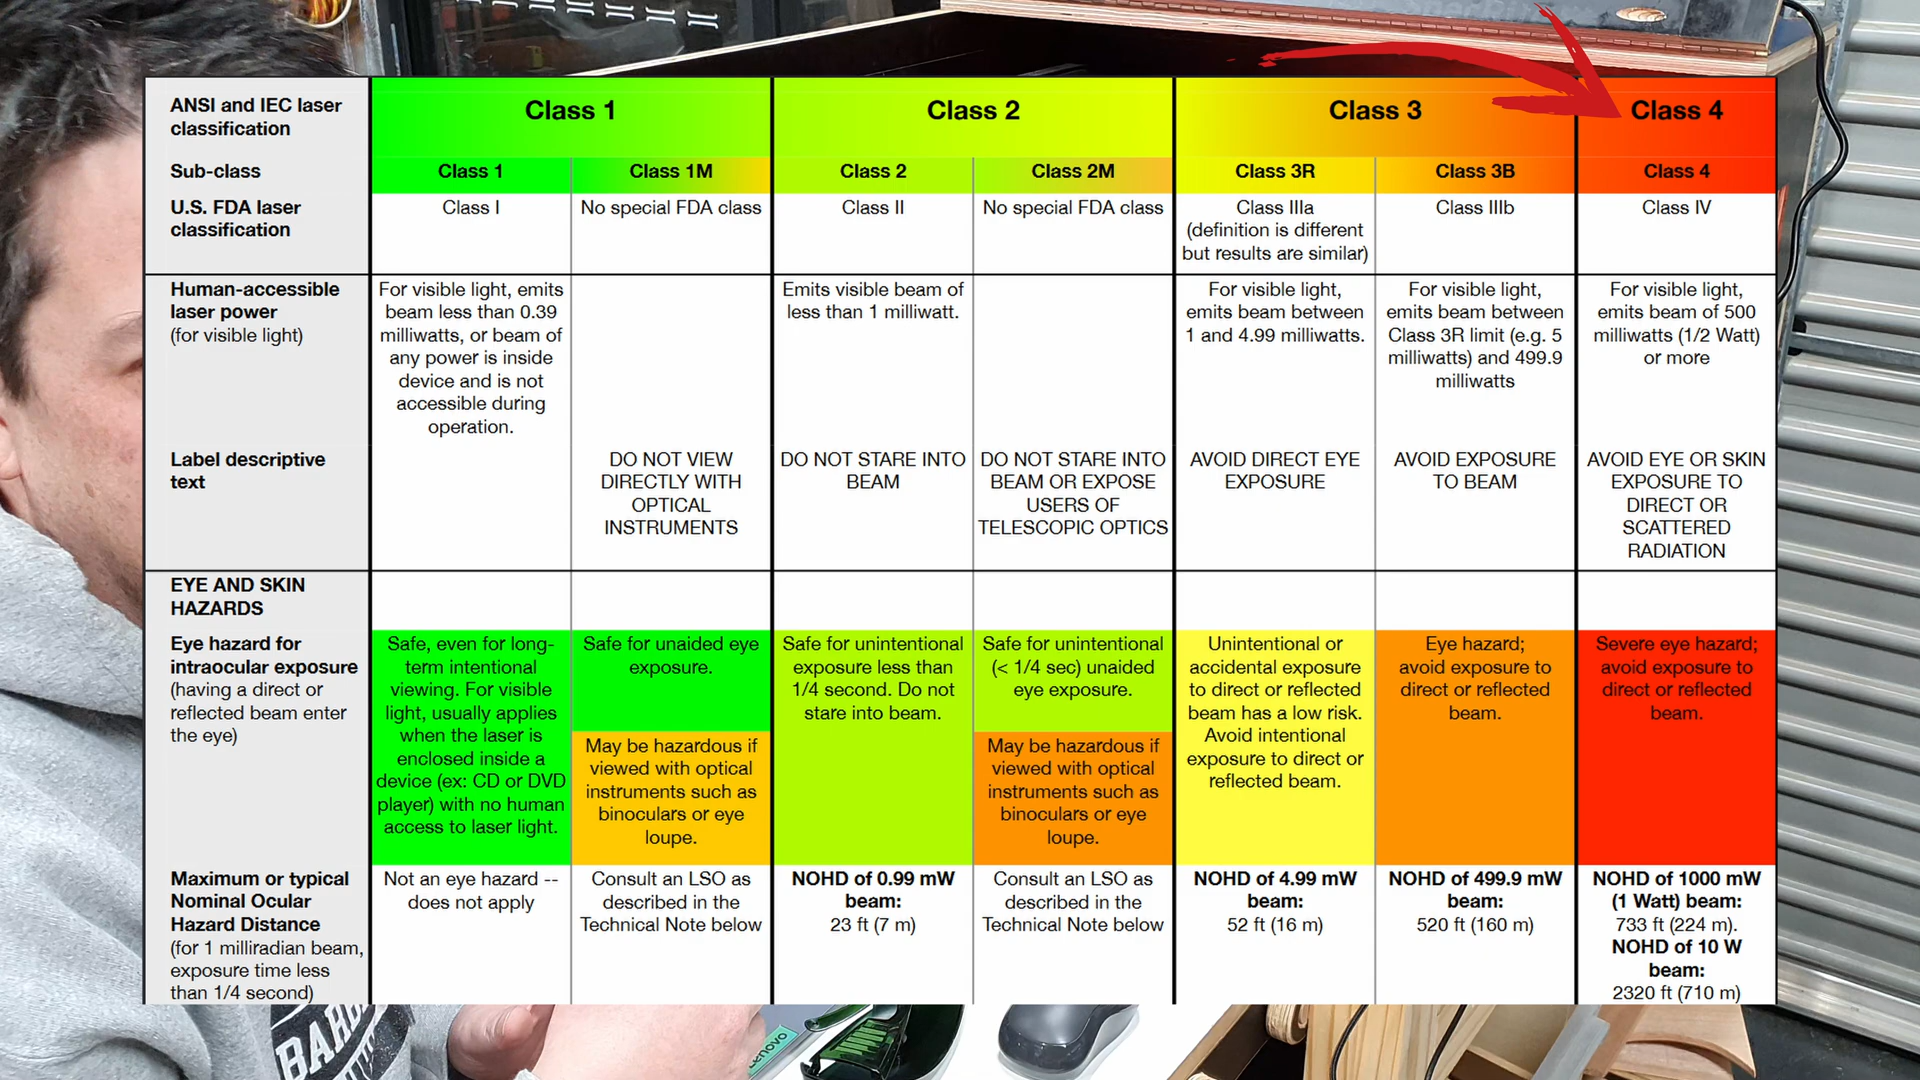 ANSI and IEC laser
classification
Class 1
Class 2
Class 3
Class 4
Sub-class
Class 1
Class 1M
Class 2
Class 2M
Class 3R
Class 3B
Class 4
U.S. FDA laser
classification
Class I
No special FDA class
Class II
No special FDA class
Class IIIa
(definition is different
but results are similar)
Class IIIb
Class IV
Human-accessible
laser power
(for visible light)
For visible light, emits
beam less than 0.39
milliwatts, or beam of
any power is inside
device and is not
accessible during
operation.
Emits visible beam of
less than 1 milliwatt.
For visible light,
emits beam between
1 and 4.99 milliwatts.
For visible light,
emits beam between
Class 3R limit (e.g. 5
milliwatts) and 499.9
milliwatts
For visible light,
emits beam of 500
milliwatts (1/2 Watt)
or more
Label descriptive
text
DO NOT VIEW
DIRECTLY WITH
OPTICAL
INSTRUMENTS
DO NOT STARE INTO
BEAM
DO NOT STARE INTO
BEAM OR EXPOSE
USERS OF
TELESCOPIC OPTICS
AVOID DIRECT EYE
EXPOSURE
AVOID EXPOSURE
TO BEAM
AVOID EYE OR SKIN
EXPOSURE TO
DIRECT OR
SCATTERED
RADIATION
EYE AND SKIN
HAZARDS
Eye hazard for
intraocular exposure
(having a direct or
reflected beam enter
the eye)
Safe, even for long-
term intentional
viewing. For visible
light, usually applies
when the laser is
enclosed inside a
device (ex: CD or DVD
player) with no human
access to laser light.
Safe for unaided eye
exposure.
May be hazardous if
viewed with optical
instruments such as
binoculars or eye
loupe.
Safe for unintentional
exposure less than
1/4 second. Do not
stare into beam.
Safe for unintentional
(< 1/4 sec) unaided
eye exposure.
May be hazardous if
viewed with optical
instruments such as
binoculars or eye
loupe.
Unintentional or
accidental exposure
to direct or reflected
beam has a low risk.
Avoid intentional
exposure to direct or
reflected beam.
Eye hazard;
avoid exposure to
direct or reflected
beam.
Severe eye hazard;
avoid exposure to
direct or reflected
beam.
Maximum or typical
Nominal Ocular
Hazard Distance
(for 1 milliradian beam,
exposure time less
than 1/4 second)
Not an eye hazard --
does not apply
Consult an LSO as
described in the
Technical Note below
NOHD of 0.99 mW
beam:
23 ft (7 m)
Consult an LSO as
described in the
Technical Note below
NOHD of 4.99 mW
beam:
52 ft (16 m)
NOHD of 499.9 mW
beam:
520 ft (160 m)
NOHD of 1000 mW
(1 Watt) beam:
733 ft (224 m).
NOHD of 10 W
beam:
2320 ft (710 m)